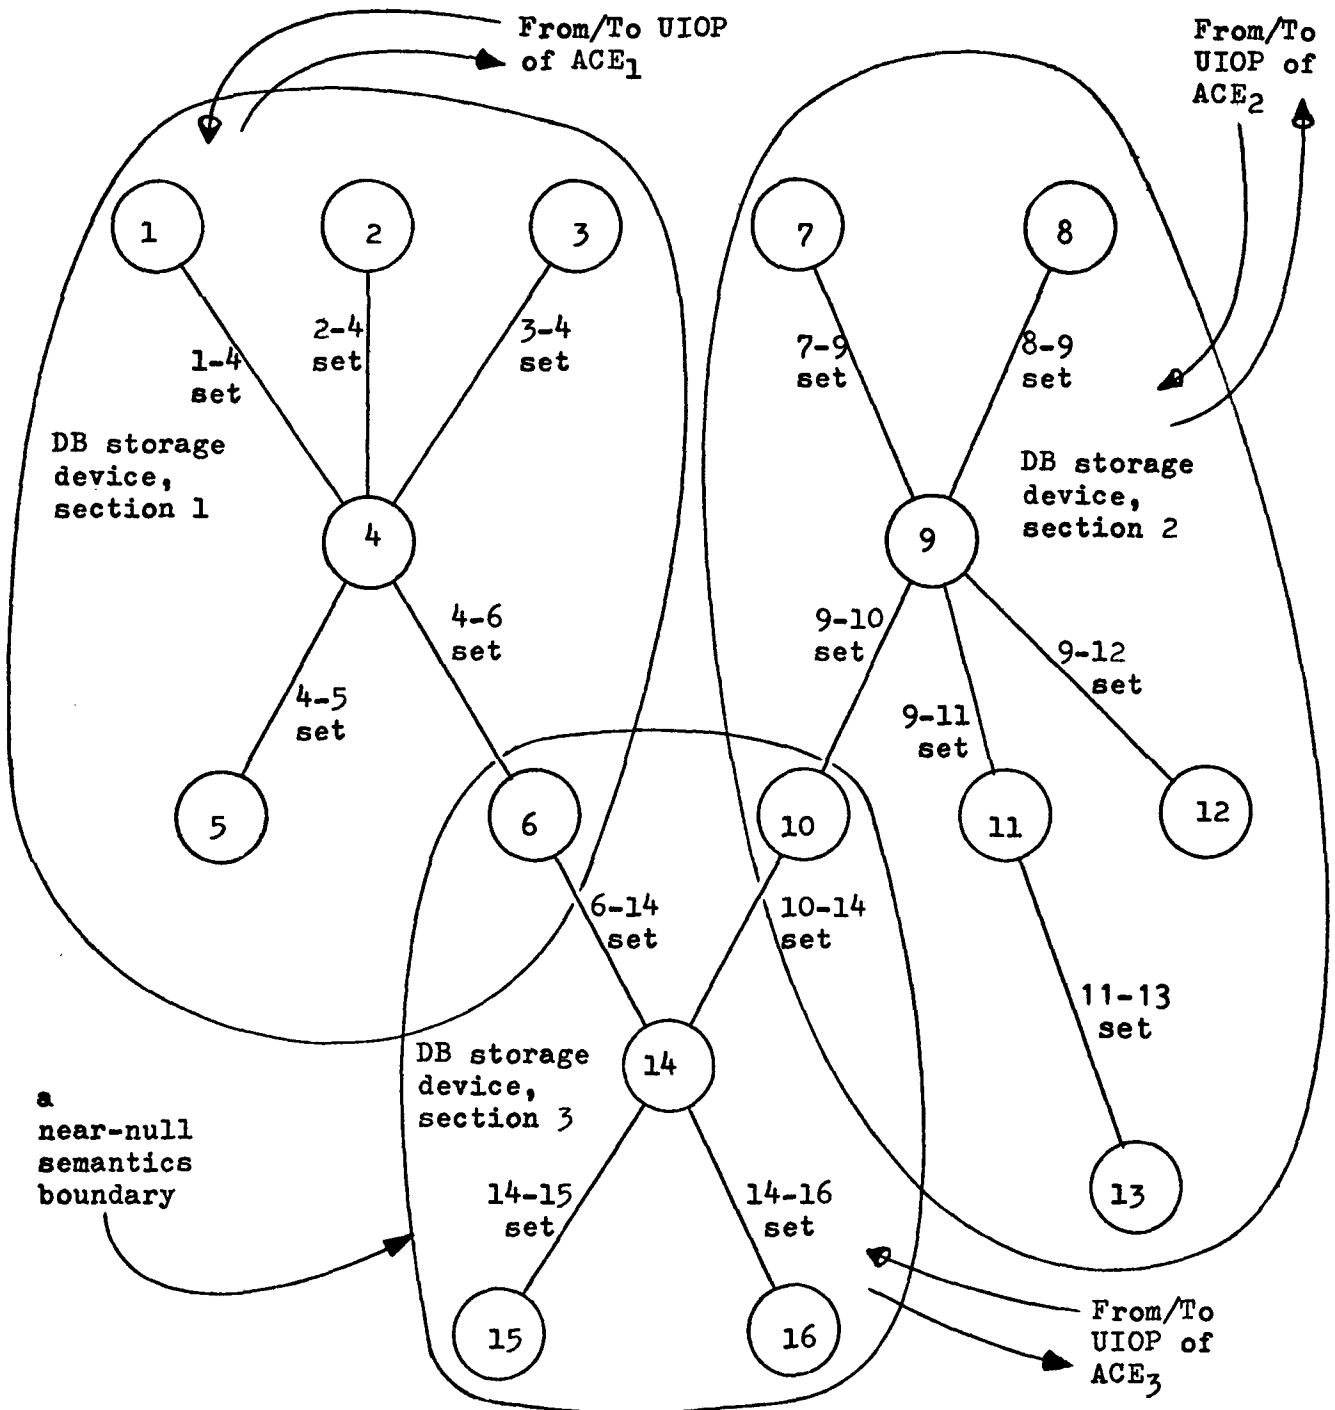 From/To UIOP
of ACE1
From/To
UIOP of
ACE2
1
2
3
7
8
1-4
set
2-4
set
3-4
set
7-9
set
8-9
set
DB storage
device,
section 1
DB storage
device,
section 2
4
9
4-6
set
9-10
set
9-12
set
4-5
set
9-11
set
5
6
10
11
12
6-14
set
10-14
set
11-13
set
DB storage
device,
section 3
14
a
near-null
semantics
boundary
14-15
set
14-16
set
13
15
16
From/To
UIOP of
ACE3